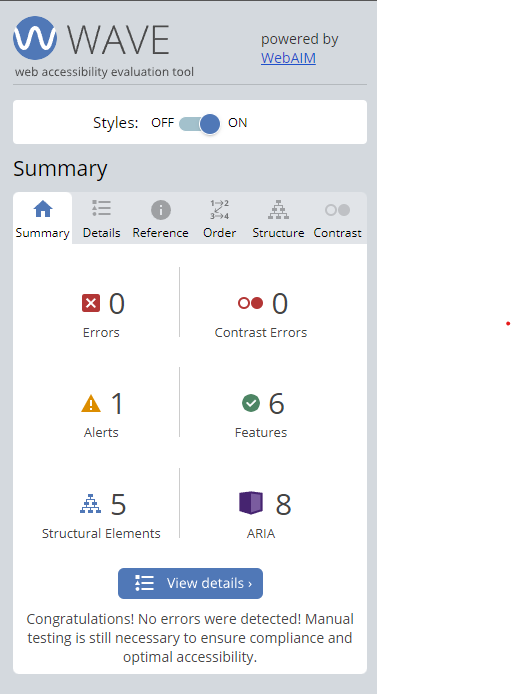 WAVE
web accessibility evaluation tool
powered by
WebAIM
Styles: OFF ON
Summary
Summary Details Reference Order Structure Contrast
1→2
3→4
0
Errors
0
Contrast Errors
1
Alerts
6
Features
5
Structural Elements
8
ARIA
View details ›
Congratulations! No errors were detected! Manual
testing is still necessary to ensure compliance and
optimal accessibility.